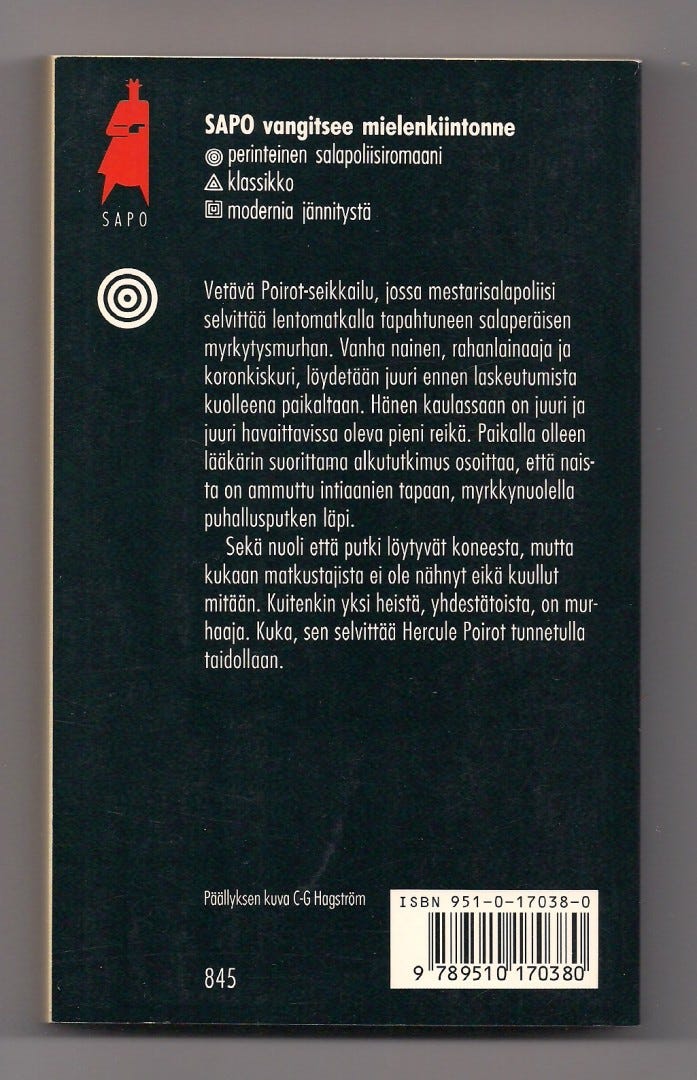 SAPO vangitsee mielenkiintonne
perinteinen salapoliisiromaani
klassikko
modernia jännitystä
SAPO
Vetävä Poirot-seikkailu, jossa mestarisalapoliisi
selvittää lentomatkalla tapahtuneen salaperäisen
myrkytysmurhan. Vanha nainen, rahanlainaaja ja
koronkiskuri, löydetään juuri ennen laskeutumista
kuolleena paikaltaan. Hänen kaulassaan on juuri ja
juuri havaittavissa oleva pieni reikä. Paikalla olleen
lääkärin suorittama alkututkimus osoittaa, että nais-
ta on ammuttu intiaanien tapaan, myrkkynuolella
puhallusputken läpi.
Sekä nuoli että putki löytyvät koneesta, mutta
kukaan matkustajista ei ole nähnyt eikä kuullut
mitään. Kuitenkin yksi heistä, yhdestätoista, on mur-
haaja. Kuka, sen selvittää Hercule Poirot tunnetulla
taidollaan.
Päällyksen kuva C-G Hagström
845
ISBN 951-0-17038-0
9 789510 170380